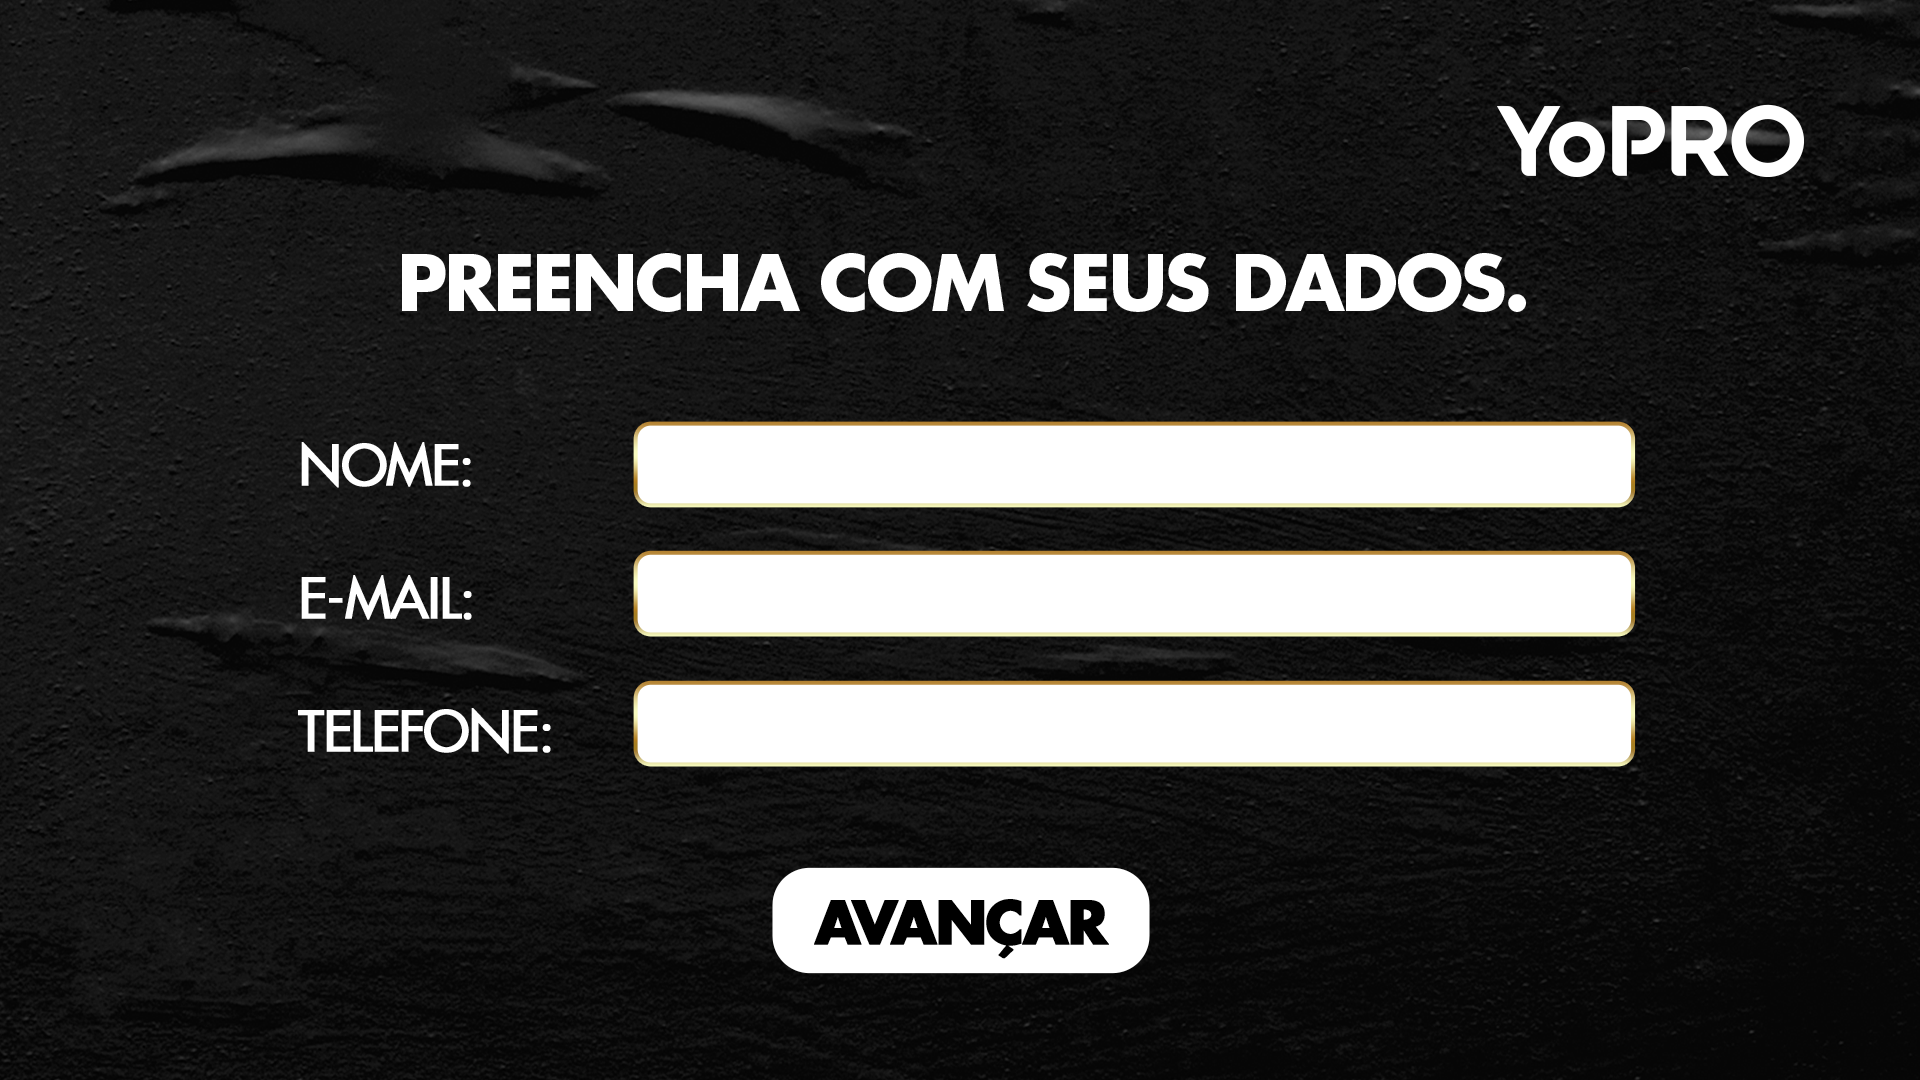 YoPRO
PREENCHA COM SEUS DADOS.
NOME:
E-MAIL:
TELEFONE:
AVANÇAR